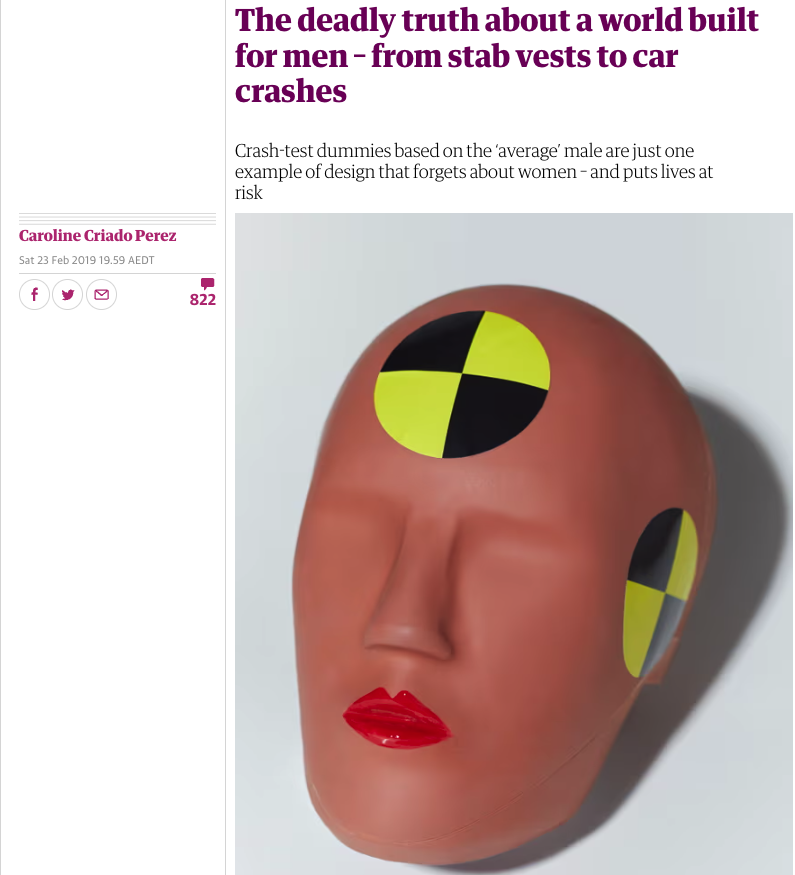 The deadly truth about a world built
for men – from stab vests to car
crashes
Crash-test dummies based on the ‘average’ male are just one
example of design that forgets about women – and puts lives at
risk
Caroline Criado Perez
Sat 23 Feb 2019 19.59 AEDT
822